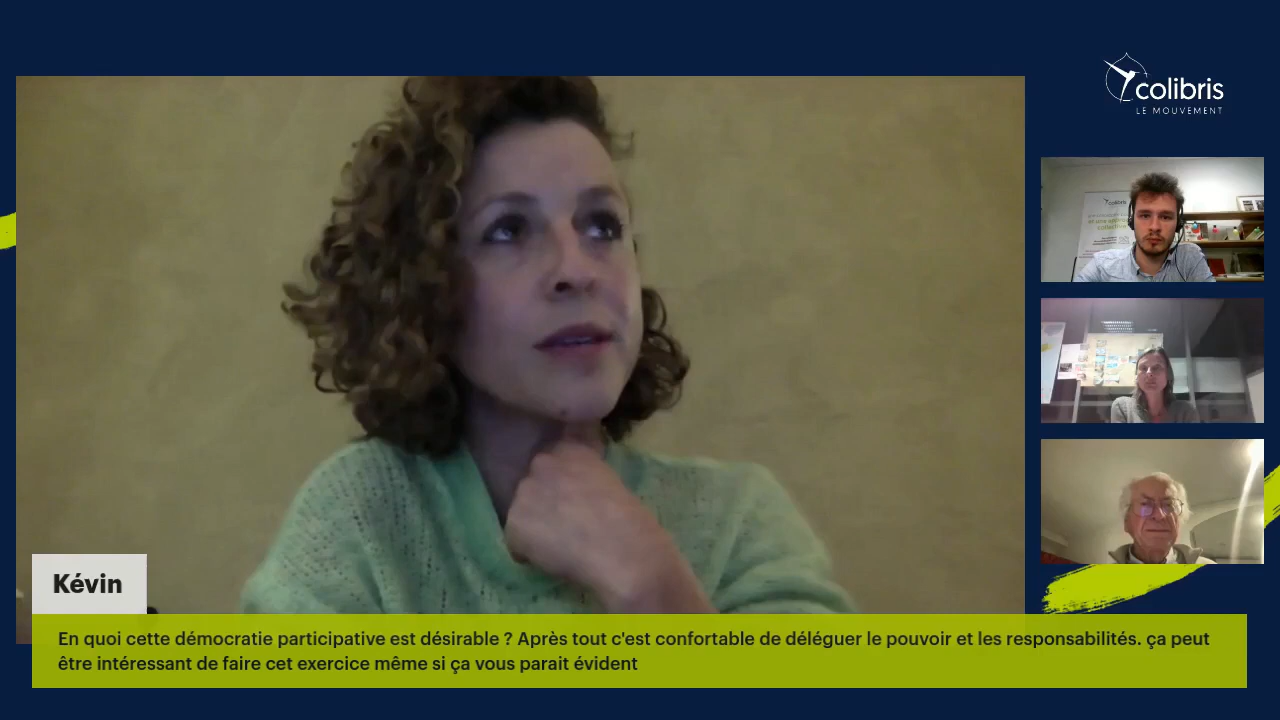 colibris
LE MOUVEMENT
colibris
Kévin
En quoi cette démocratie participative est désirable ? Après tout c'est confortable de déléguer le pouvoir et les responsabilités. ça peut
être intéressant de faire cet exercice même si ça vous parait évident